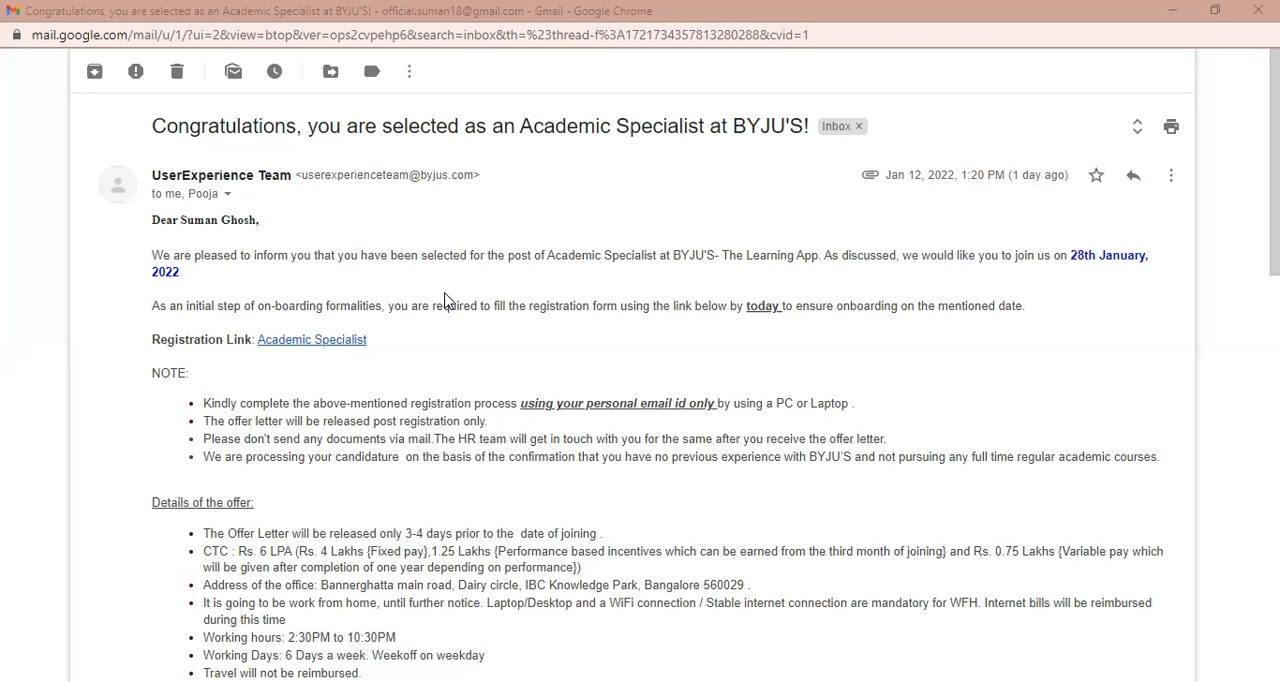 Congratulations, you are selected as an Academic Specialist at BYJU'S! - official.suman18@gmail.com - Gmail - Google Chrome
mail.google.com/mail/u/1/?ui=2&view=btop&ver=ops2cvpehp6&search=inbox&th=%23thread-f%3A1721734357813280288&cvid=1
Congratulations, you are selected as an Academic Specialist at BYJU'S! Inbox ×
UserExperience Team <userexperienceteam@byjus.com> Jan 12, 2022, 1:20 PM (1 day ago)
to me, Pooja
Dear Suman Ghosh,
We are pleased to inform you that you have been selected for the post of Academic Specialist at BYJU'S- The Learning App. As discussed, we would like you to join us on 28th January,
2022
As an initial step of on-boarding formalities, you are required to fill the registration form using the link below by today to ensure onboarding on the mentioned date.
Registration Link: Academic Specialist
NOTE:
• Kindly complete the above-mentioned registration process using your personal email id only by using a PC or Laptop .
• The offer letter will be released post registration only.
• Please don't send any documents via mail.The HR team will get in touch with you for the same after you receive the offer letter.
• We are processing your candidature on the basis of the confirmation that you have no previous experience with BYJU'S and not pursuing any full time regular academic courses.
Details of the offer:
• The Offer Letter will be released only 3-4 days prior to the date of joining .
• CTC : Rs. 6 LPA (Rs. 4 Lakhs {Fixed pay},1.25 Lakhs {Performance based incentives which can be earned from the third month of joining} and Rs. 0.75 Lakhs {Variable pay which
will be given after completion of one year depending on performance})
• Address of the office: Bannerghatta main road, Dairy circle, IBC Knowledge Park, Bangalore 560029 .
• It is going to be work from home, until further notice. Laptop/Desktop and a WiFi connection / Stable internet connection are mandatory for WFH. Internet bills will be reimbursed
during this time
• Working hours: 2:30PM to 10:30PM
• Working Days: 6 Days a week. Weekoff on weekday
• Travel will not be reimbursed.